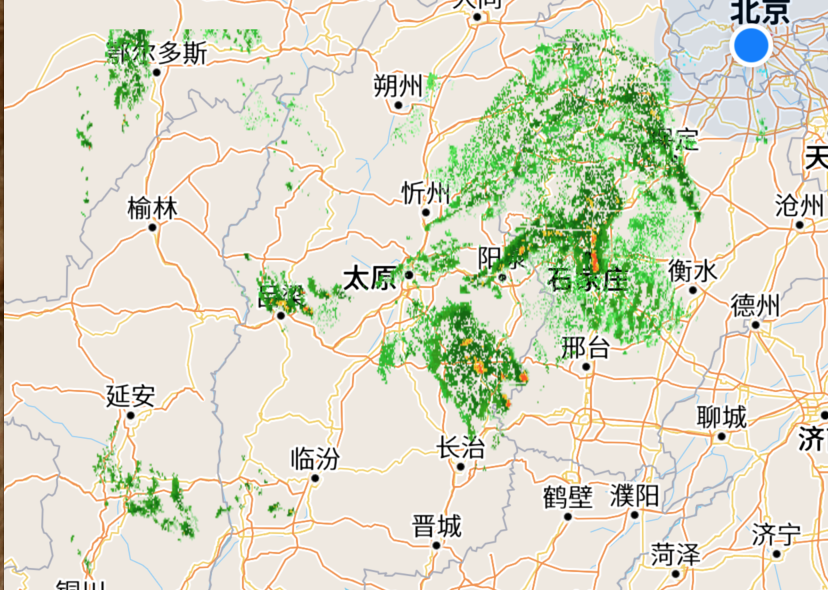 大同
北京
鄂尔多斯
朔州
保定
天
忻州
榆林
沧州
太原
阳泉
石家庄
衡水
吕梁
德州
邢台
延安
聊城
济
临汾
长治
鹤壁
濮阳
晋城
济宁
菏泽
铜川